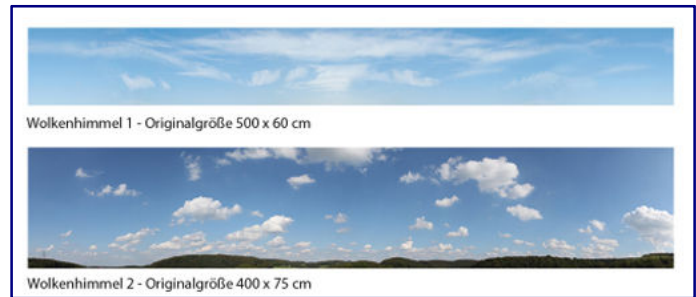 Wolkenhimmel 1 - Originalgröße 500 x 60 cm
Wolkenhimmel 2 - Originalgröße 400 x 75 cm